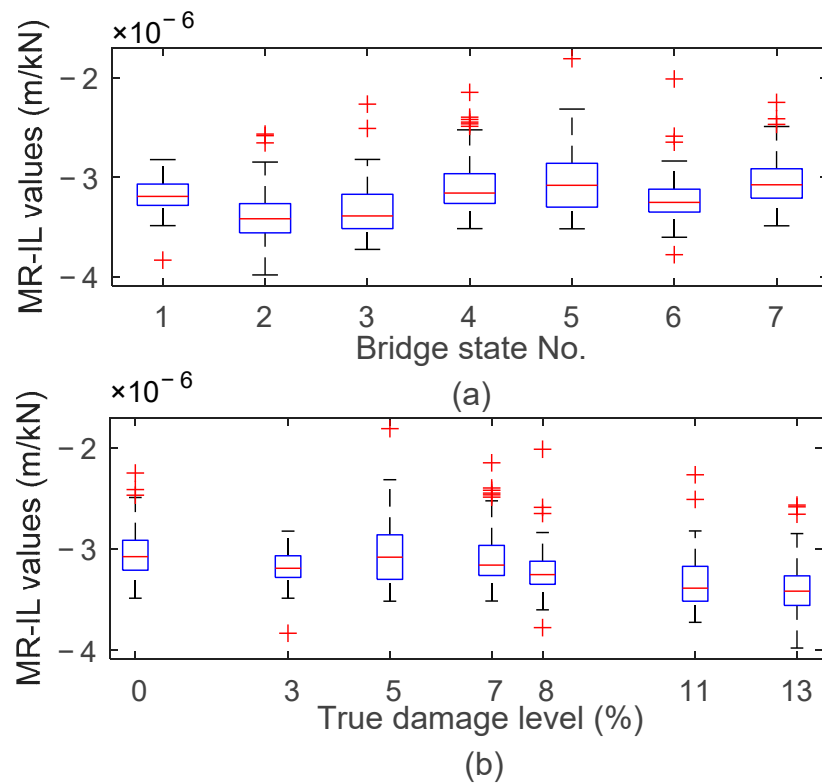 ×10⁻⁶
MR-IL values (m/kN)
−2
−3
−4
1 2 3 4 5 6 7
Bridge state No.
(a)
×10⁻⁶
MR-IL values (m/kN)
−2
−3
−4
0 3 5 7 8 11 13
True damage level (%)
(b)